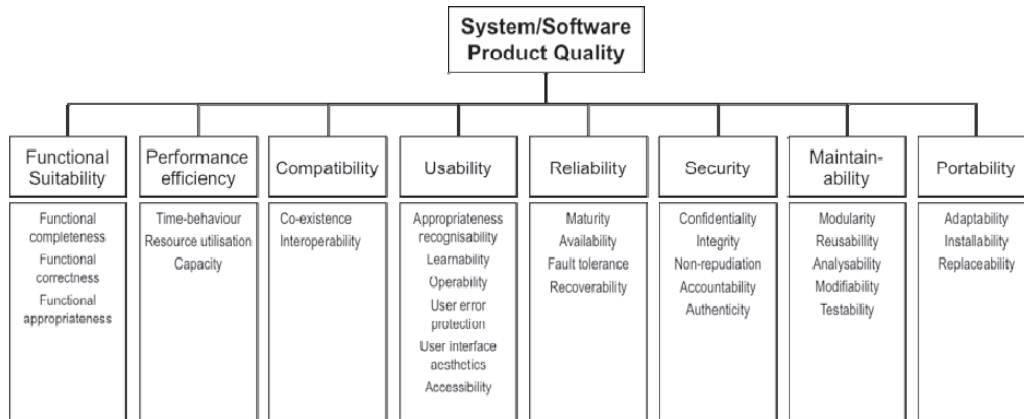 System/Software
Product Quality
Functional
Suitability
Performance
efficiency
Compatibility
Usability
Reliability
Security
Maintain-
ability
Portability
Functional
completeness
Functional
correctness
Functional
appropriateness
Time-behaviour
Resource utilisation
Capacity
Co-existence
Interoperability
Appropriateness
recognisability
Learnability
Operability
User error
protection
User interface
aesthetics
Accessibility
Maturity
Availability
Fault tolerance
Recoverability
Confidentiality
Integrity
Non-repudiation
Accountability
Authenticity
Modularity
Reusabillity
Analysability
Modifiability
Testability
Adaptability
Installability
Replaceability